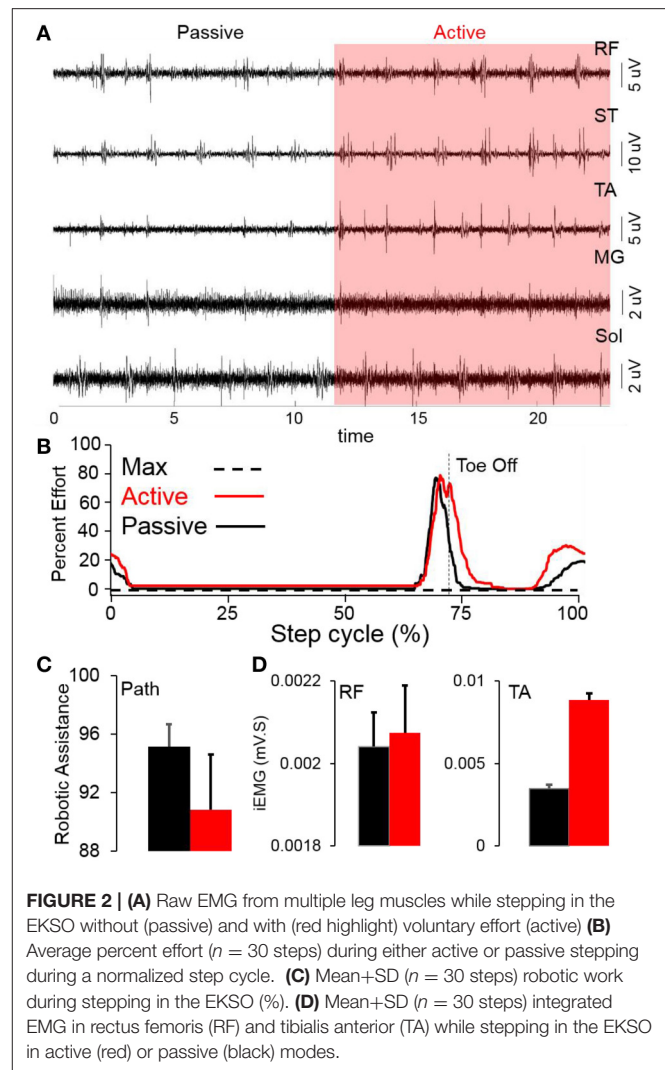 A
Passive
Active
RF
5 uV
ST
10 uV
TA
5 uV
MG
2 uV
Sol
2 uV
0 5 10 15 20
time
B
100
80
60
40
20
0
Percent Effort
Max
Active
Passive
Toe Off
0 25 50 75 100
Step cycle (%)
C
100
96
92
88
Robotic Assistance
Path
D
RF
0.0022
0.002
0.0018
iEMG (mV.S)
TA
0.01
0.005
0
FIGURE 2 | (A) Raw EMG from multiple leg muscles while stepping in the
EKSO without (passive) and with (red highlight) voluntary effort (active) (B)
Average percent effort (n = 30 steps) during either active or passive stepping
during a normalized step cycle. (C) Mean+SD (n = 30 steps) robotic work
during stepping in the EKSO (%). (D) Mean+SD (n = 30 steps) integrated
EMG in rectus femoris (RF) and tibialis anterior (TA) while stepping in the EKSO
in active (red) or passive (black) modes.